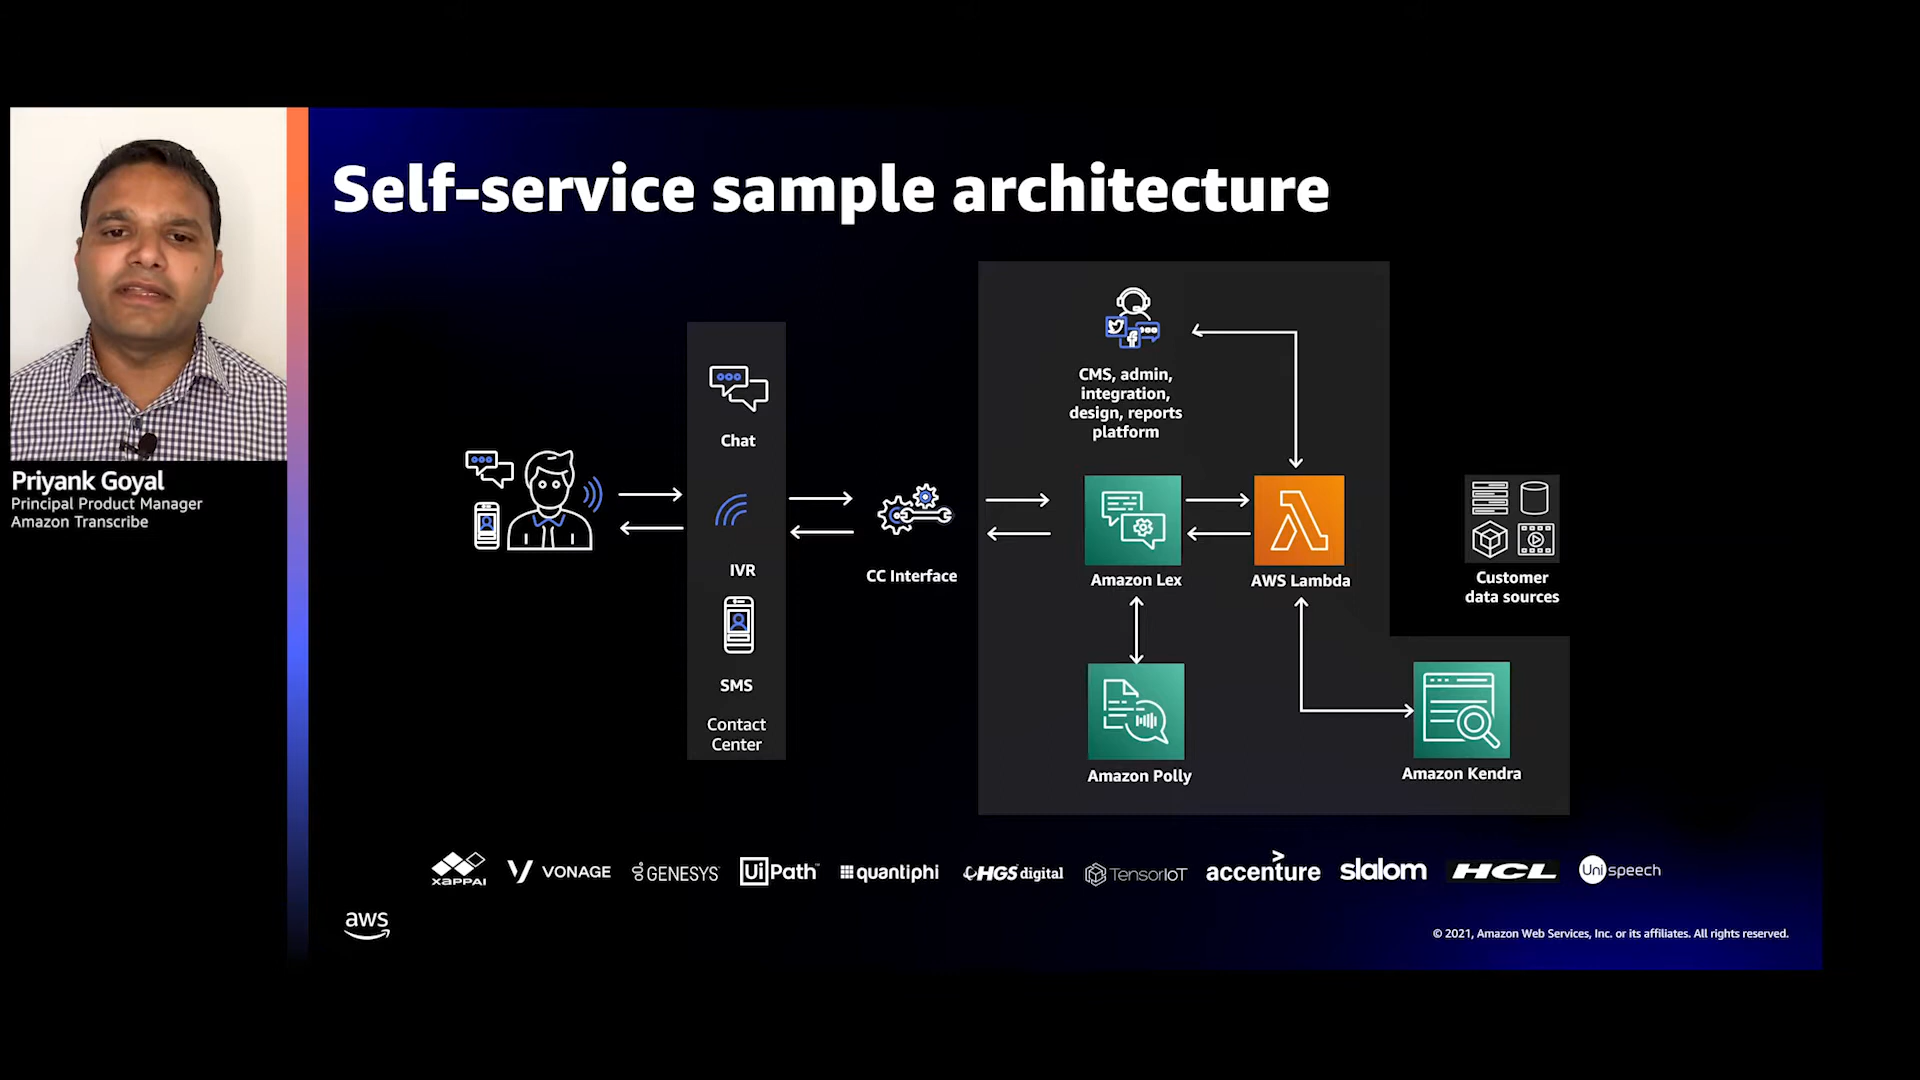 Self-service sample architecture
Priyank Goyal
Principal Product Manager
Amazon Transcribe
Chat
IVR
SMS
Contact
Center
CC Interface
CMS, admin,
integration,
design, reports
platform
Amazon Lex
AWS Lambda
Amazon Polly
Amazon Kendra
Customer
data sources
XAPPAI
VONAGE
GENESYS
UiPath
quantiphi
HGS digital
TensorIoT
accenture
slalom
HCL
Unispeech
aws
© 2021, Amazon Web Services, Inc. or its affiliates. All rights reserved.